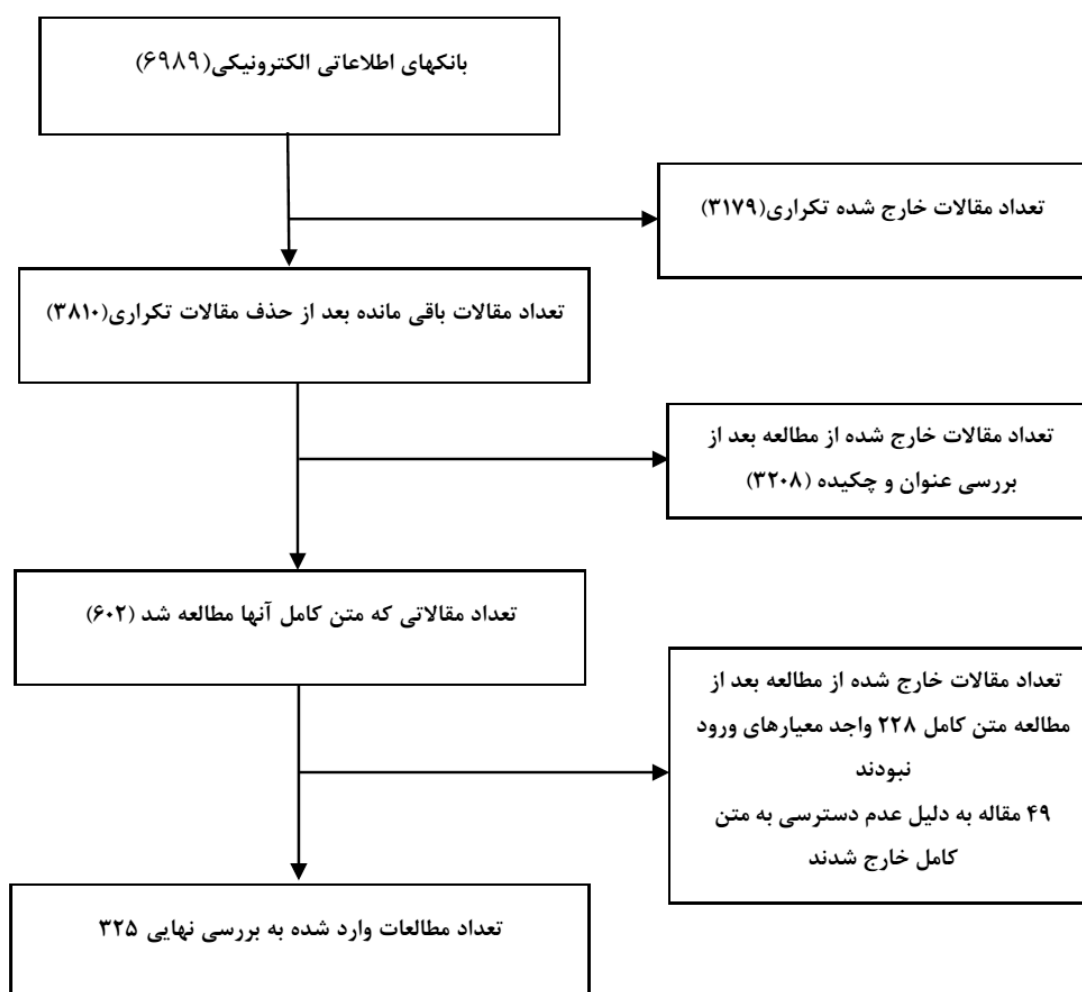 بانکهای اطلاعاتی الکترونیکی(۶۹۸۹)
تعداد مقالات خارج شده تکراری(۳۱۷۹)
تعداد مقالات باقی مانده بعد از حذف مقالات تکراری(۳۸۱۰)
تعداد مقالات خارج شده از مطالعه بعد از
بررسی عنوان و چکیده (۳۲۰۸)
تعداد مقالاتی که متن کامل آنها مطالعه شد (۶۰۲)
تعداد مقالات خارج شده از مطالعه بعد از
مطالعه متن کامل ۲۲۸ واجد معیارهای ورود
نبودند
۴۹ مقاله به دلیل عدم دسترسی به متن
کامل خارج شدند
تعداد مطالعات وارد شده به بررسی نهایی ۳۲۵